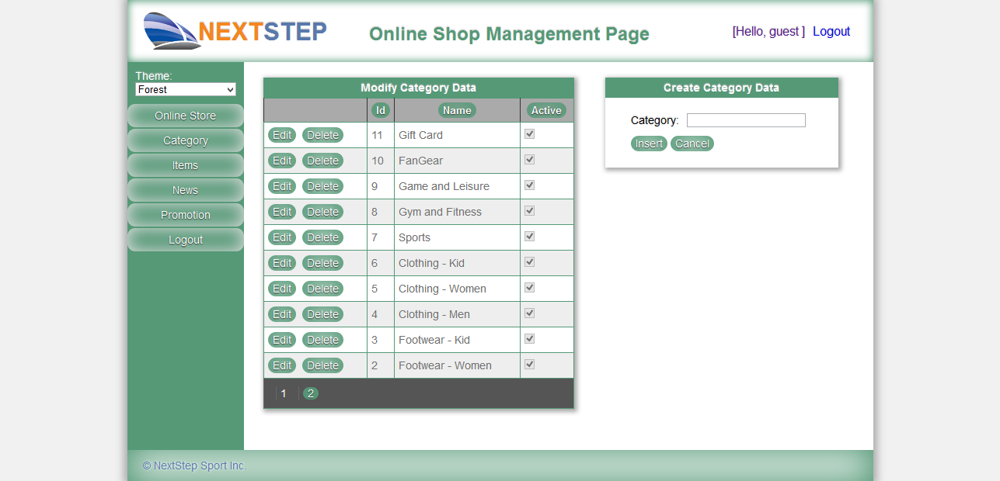 NEXTSTEP
Online Shop Management Page
[Hello, guest ] Logout
Theme:
Forest
Online Store
Category
Items
News
Promotion
Logout
Modify Category Data
Id Name Active
Edit Delete 11 Gift Card
Edit Delete 10 FanGear
Edit Delete 9 Game and Leisure
Edit Delete 8 Gym and Fitness
Edit Delete 7 Sports
Edit Delete 6 Clothing - Kid
Edit Delete 5 Clothing - Women
Edit Delete 4 Clothing - Men
Edit Delete 3 Footwear - Kid
Edit Delete 2 Footwear - Women
1 2
Create Category Data
Category:
Insert Cancel
© NextStep Sport Inc.